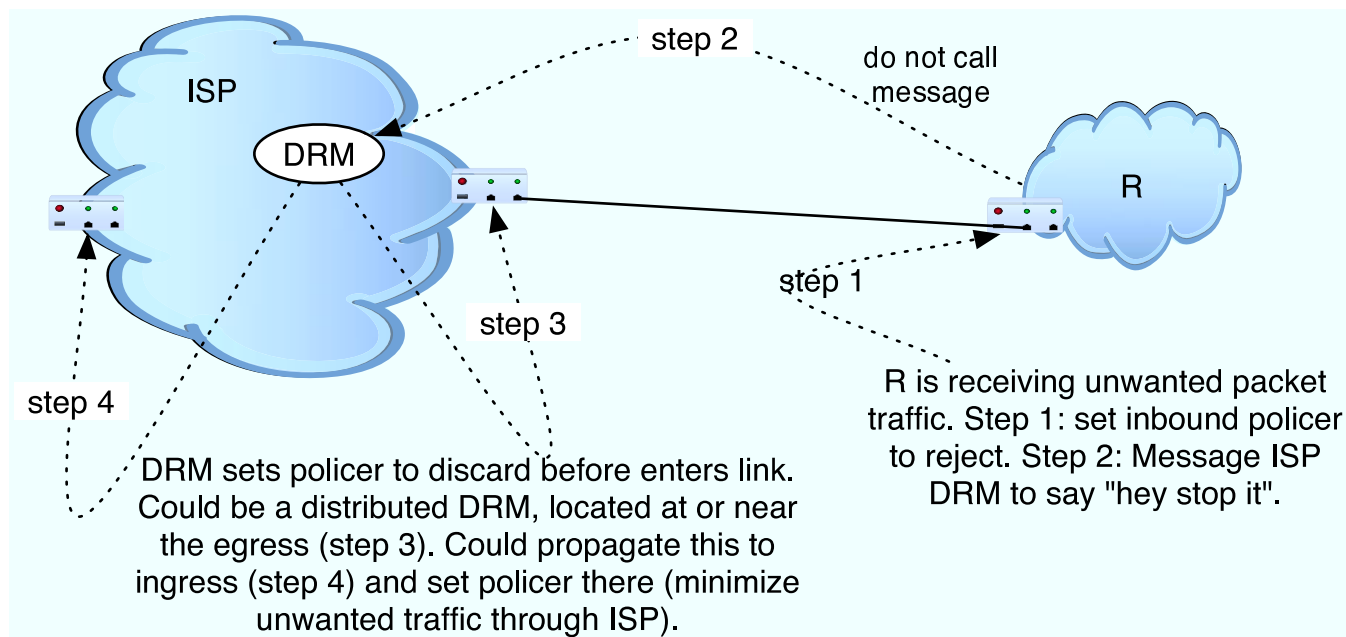 step 2
do not call
message
ISP
DRM
R
step 1
step 3
step 4
R is receiving unwanted packet
traffic. Step 1: set inbound policer
to reject. Step 2: Message ISP
DRM to say "hey stop it".
DRM sets policer to discard before enters link.
Could be a distributed DRM, located at or near
the egress (step 3). Could propagate this to
ingress (step 4) and set policer there (minimize
unwanted traffic through ISP).